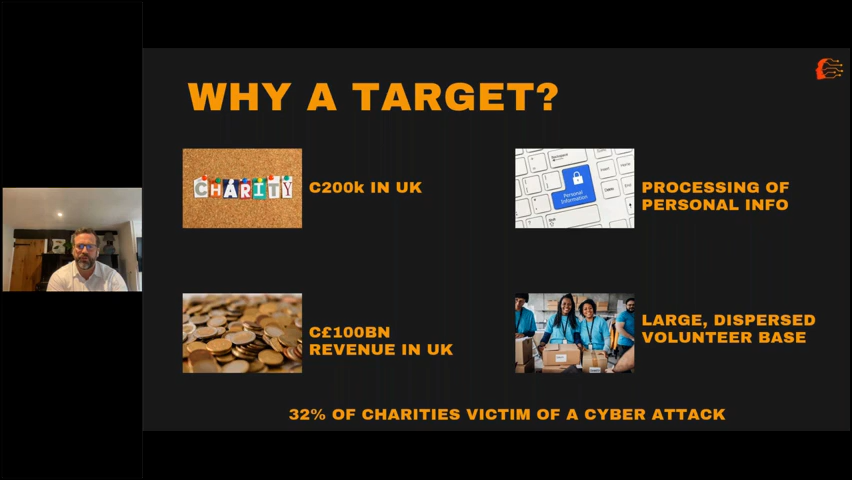 WHY A TARGET?
CHARITY
C200k IN UK
Personal
Information
PROCESSING OF
PERSONAL INFO
C£100BN
REVENUE IN UK
LARGE, DISPERSED
VOLUNTEER BASE
32% OF CHARITIES VICTIM OF A CYBER ATTACK